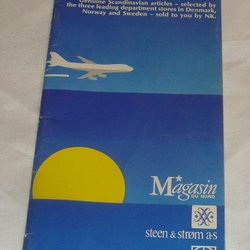 Genuine Scandinavian articles – selected by
the three leading department stores in Denmark,
Norway and Sweden – sold to you by NK.
Magasin
DU NORD
steen & strøm a·s